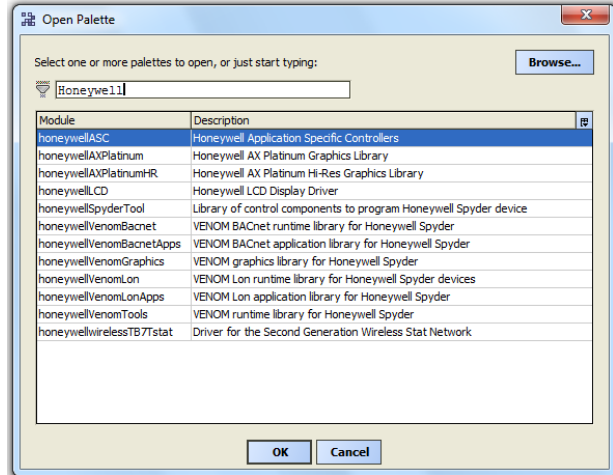 Open Palette
Select one or more palettes to open, or just start typing:
Browse...
Honeywell
Module Description
honeywellASC Honeywell Application Specific Controllers
honeywellAXPlatinum Honeywell AX Platinum Graphics Library
honeywellAXPlatinumHR Honeywell AX Platinum Hi-Res Graphics Library
honeywellLCD Honeywell LCD Display Driver
honeywellSpyderTool Library of control components to program Honeywell Spyder device
honeywellVenomBacnet VENOM BACnet runtime library for Honeywell Spyder
honeywellVenomBacnetApps VENOM BACnet application library for Honeywell Spyder
honeywellVenomGraphics VENOM graphics library for Honeywell Spyder
honeywellVenomLon VENOM Lon runtime library for Honeywell Spyder devices
honeywellVenomLonApps VENOM Lon application library for Honeywell Spyder
honeywellVenomTools VENOM runtime library for Honeywell Spyder
honeywellwirelessTB7Tstat Driver for the Second Generation Wireless Stat Network
OK Cancel